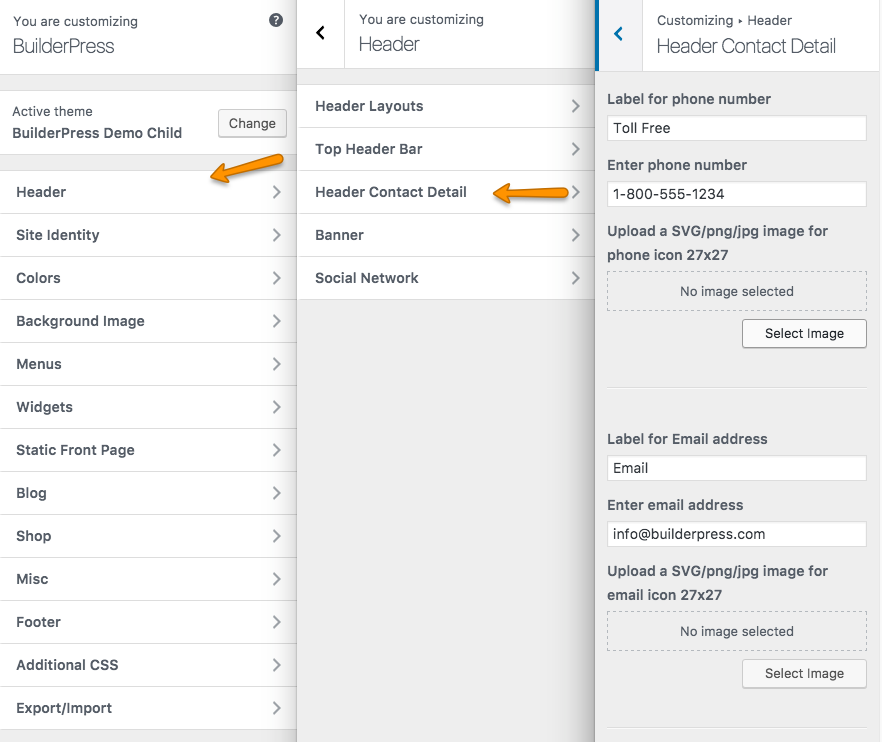 You are customizing
BuilderPress
?
Active theme
BuilderPress Demo Child
Change
Header
Site Identity
Colors
Background Image
Menus
Widgets
Static Front Page
Blog
Shop
Misc
Footer
Additional CSS
Export/Import
You are customizing
Header
Header Layouts
Top Header Bar
Header Contact Detail
Banner
Social Network
Customizing ▸ Header
Header Contact Detail
Label for phone number
Toll Free
Enter phone number
1-800-555-1234
Upload a SVG/png/jpg image for
phone icon 27x27
No image selected
Select Image
Label for Email address
Email
Enter email address
info@builderpress.com
Upload a SVG/png/jpg image for
email icon 27x27
No image selected
Select Image